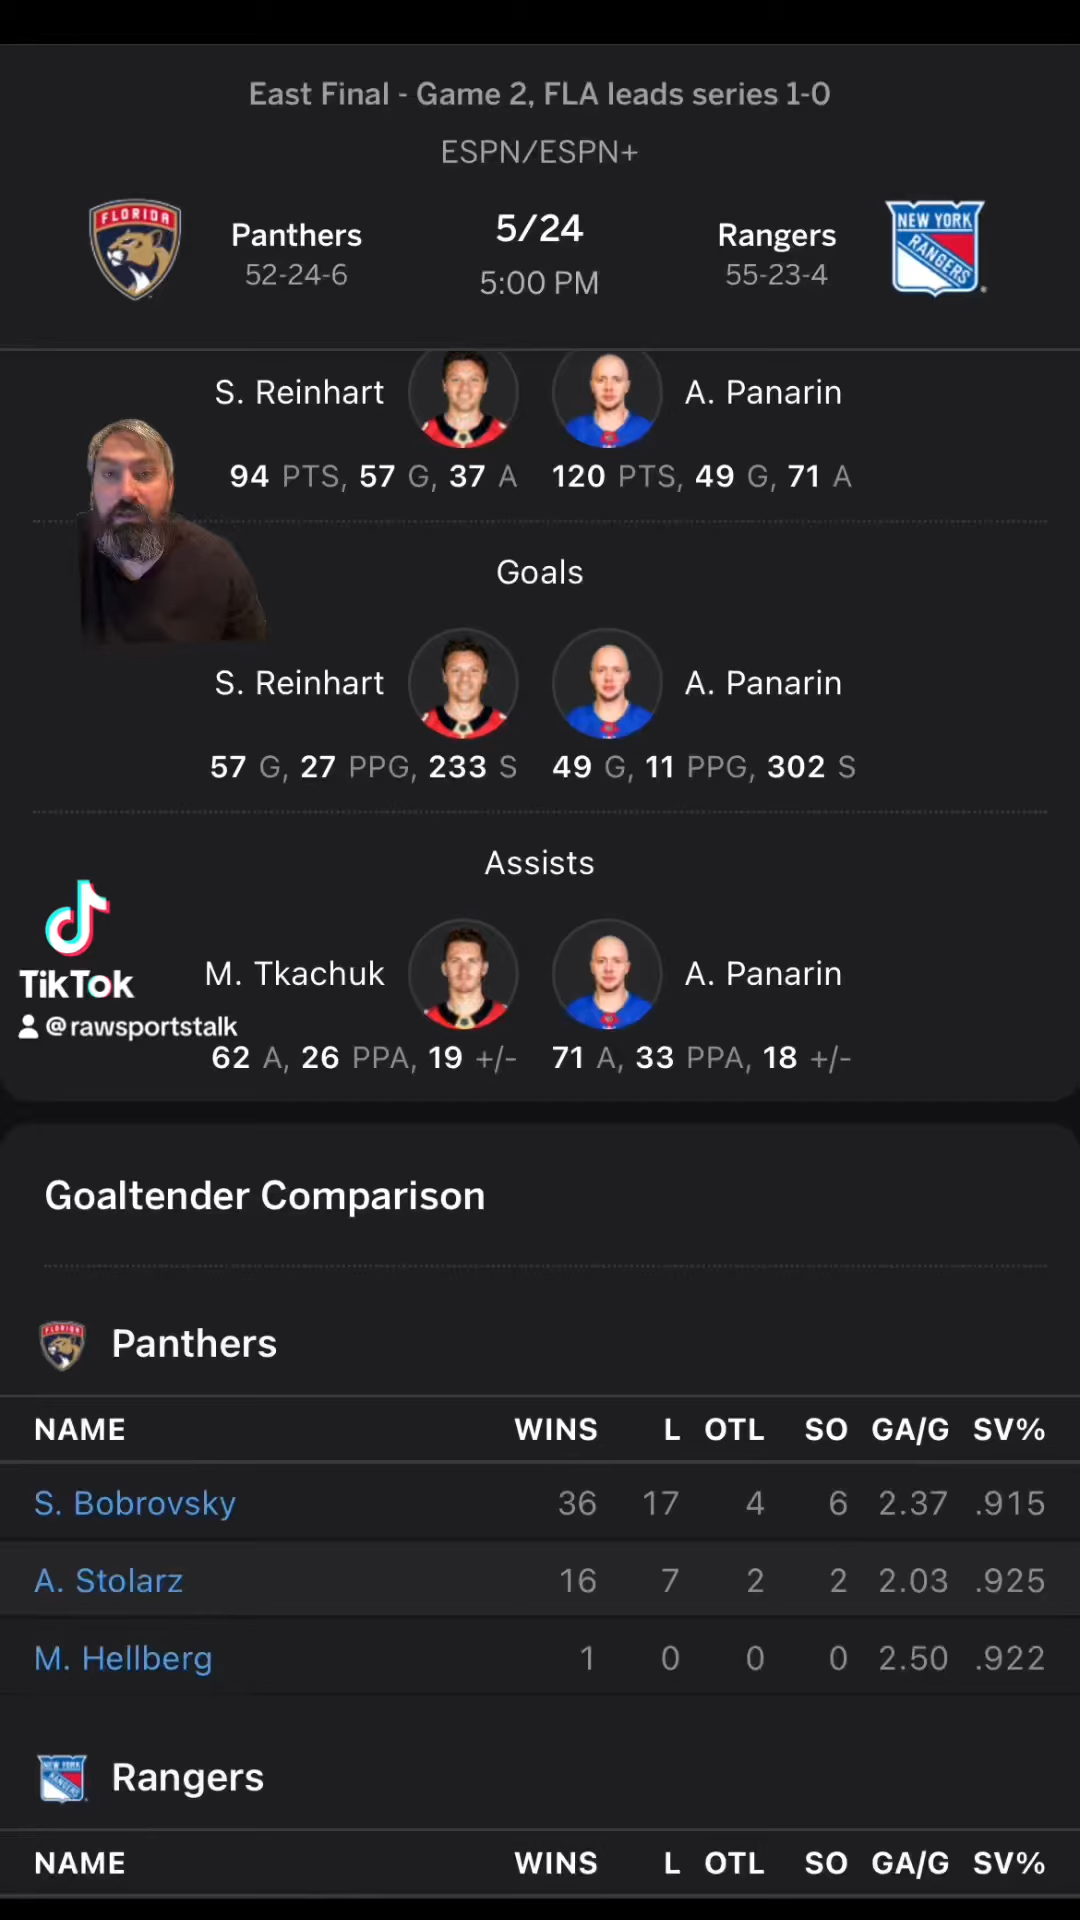 East Final - Game 2, FLA leads series 1-0
ESPN/ESPN+
FLORIDA
Panthers
52-24-6
5/24
5:00 PM
Rangers
55-23-4
NEW YORK
RANGERS
S. Reinhart
A. Panarin
94 PTS, 57 G, 37 A
120 PTS, 49 G, 71 A
Goals
S. Reinhart
A. Panarin
57 G, 27 PPG, 233 S
49 G, 11 PPG, 302 S
Assists
M. Tkachuk
A. Panarin
62 A, 26 PPA, 19 +/-
71 A, 33 PPA, 18 +/-
TikTok
@rawsportstalk
Goaltender Comparison
FLORIDA
Panthers
NAME WINS L OTL SO GA/G SV%
S. Bobrovsky 36 17 4 6 2.37 .915
A. Stolarz 16 7 2 2 2.03 .925
M. Hellberg 1 0 0 0 2.50 .922
NEW YORK
RANGERS
Rangers
NAME WINS L OTL SO GA/G SV%